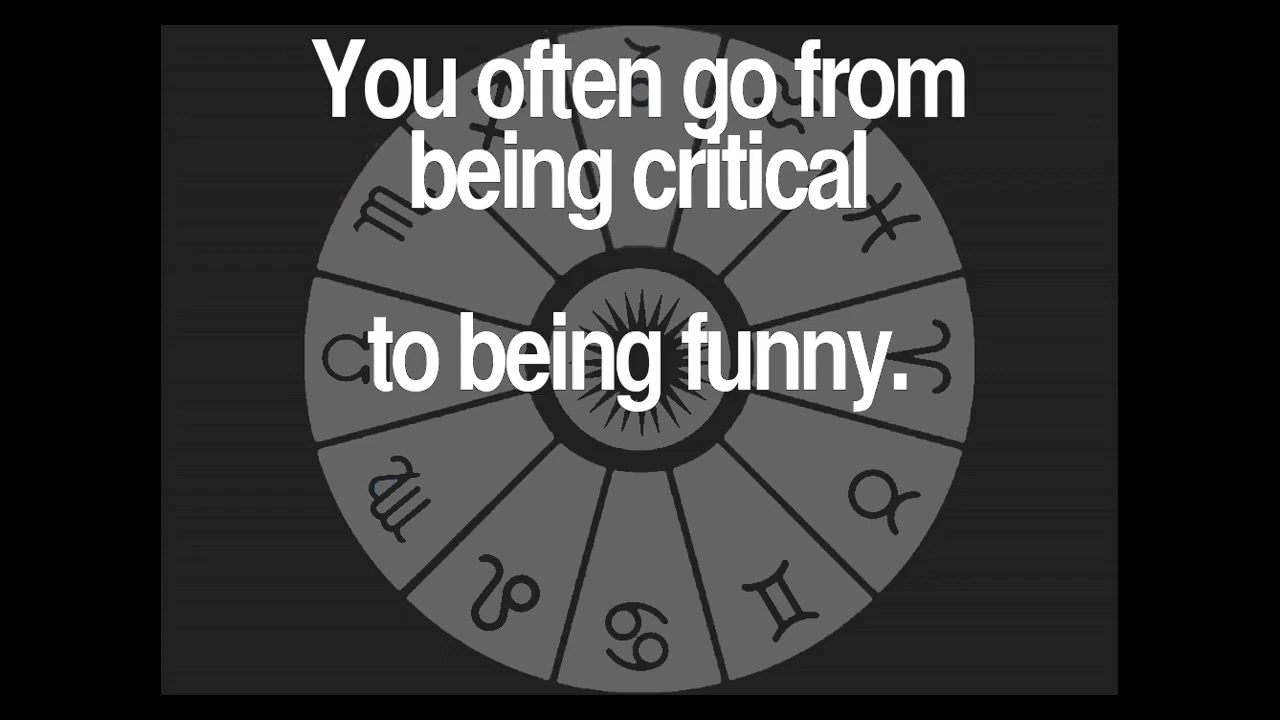 You often go from
being critical
to being funny.